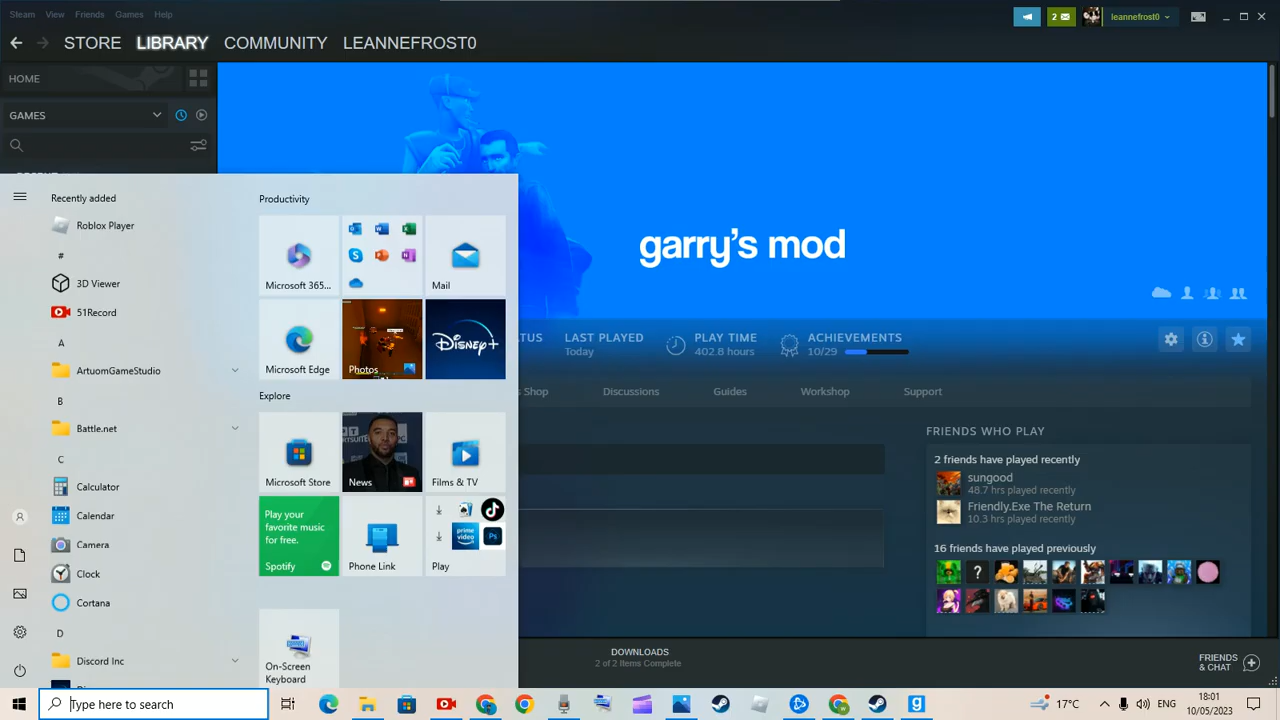 Steam View Friends Games Help
2
leannefrost0
STORE LIBRARY COMMUNITY LEANNEFROST0
HOME
GAMES
garry's mod
LAST PLAYED
Today
PLAY TIME
402.8 hours
ACHIEVEMENTS
10/29
Shop Discussions Guides Workshop Support
FRIENDS WHO PLAY
2 friends have played recently
sungood
48.7 hrs played recently
Friendly.Exe The Return
10.3 hrs played recently
16 friends have played previously
Recently added
Roblox Player
#
3D Viewer
51Record
A
ArtuomGameStudio
B
Battle.net
C
Calculator
Calendar
Camera
Clock
Cortana
D
Discord Inc
Productivity
Microsoft 365...
Mail
Microsoft Edge
Photos
Disney+
Explore
Microsoft Store
News
Films & TV
Play your
favorite music
for free.
Spotify
Phone Link
prime
video
Ps
Play
On-Screen
Keyboard
DOWNLOADS
2 of 2 Items Complete
FRIENDS
& CHAT
Type here to search
17°C
ENG
18:01
10/05/2023